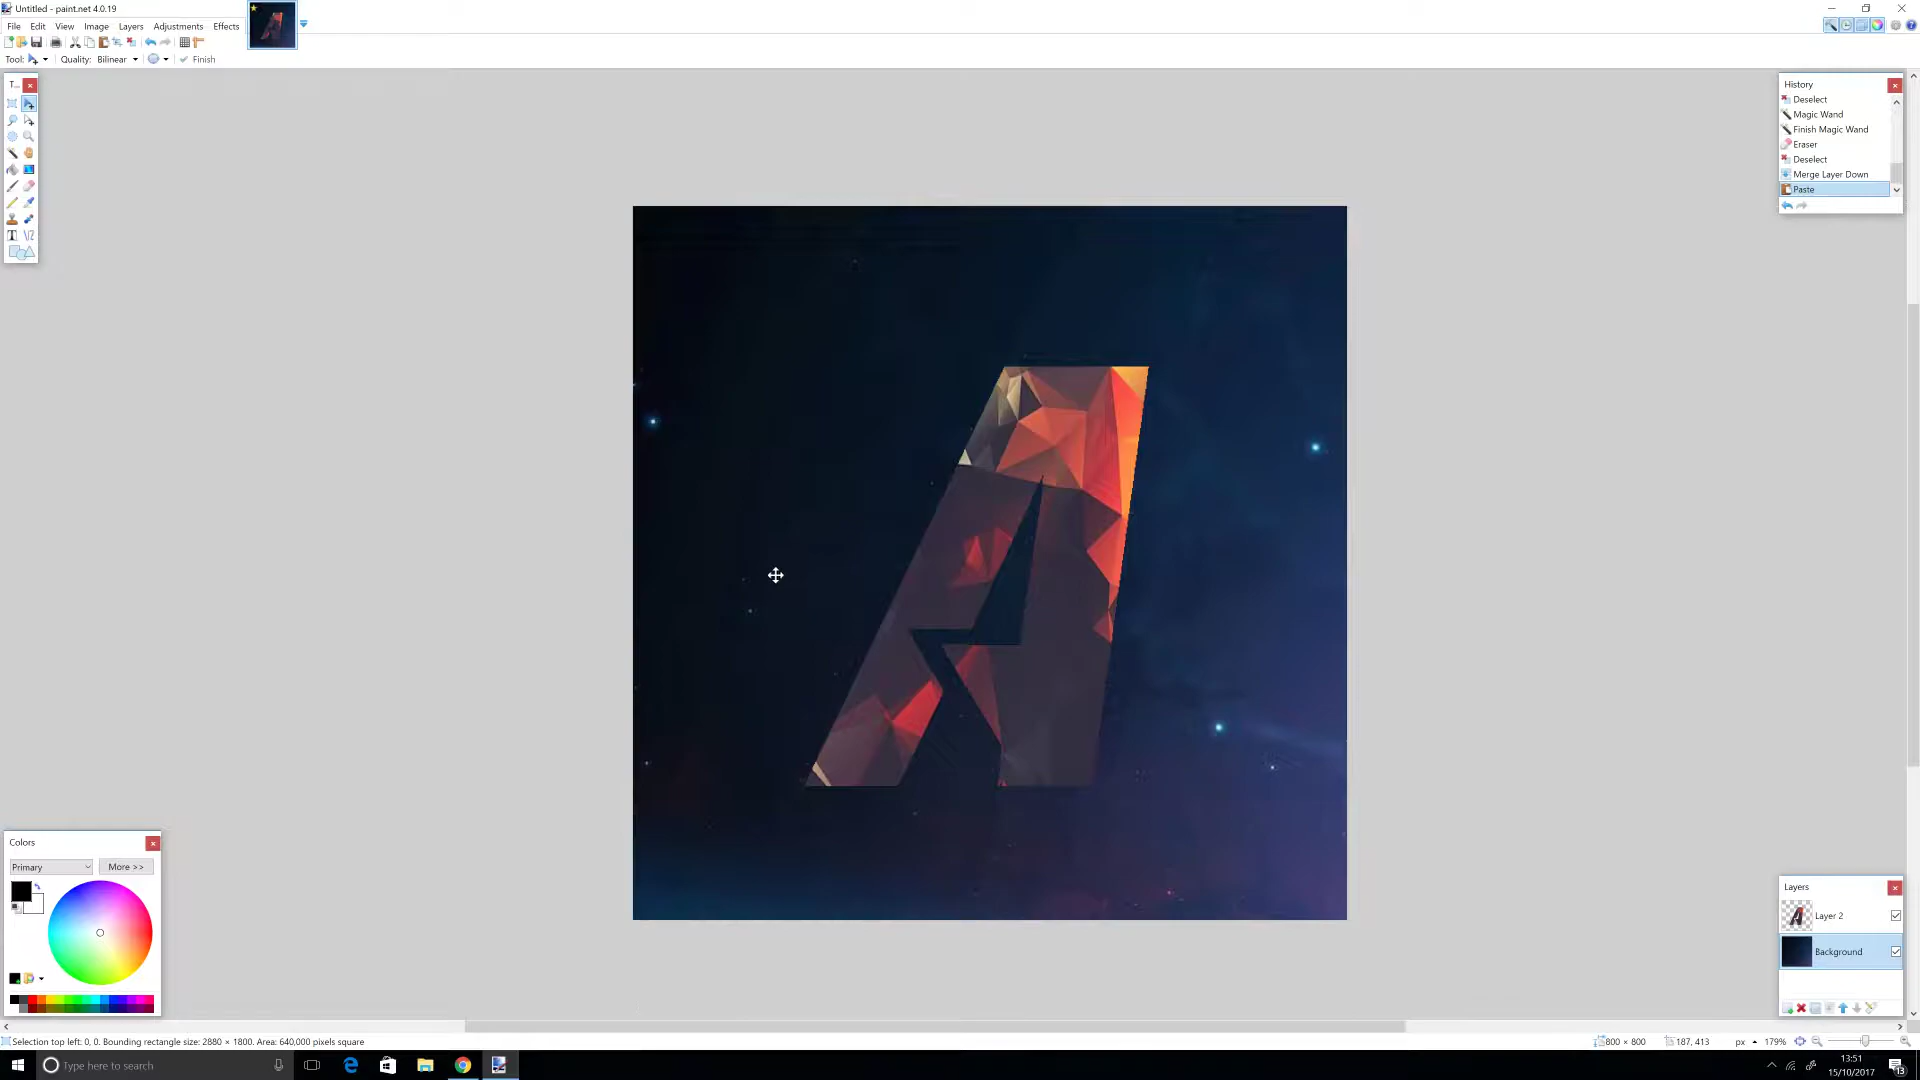 Untitled - paint.net 4.0.19
File Edit View Image Layers Adjustments Effects
Tool: Quality: Bilinear Finish
T...
History
Deselect
Magic Wand
Finish Magic Wand
Eraser
Deselect
Merge Layer Down
Paste
Colors
Primary More >>
Layers
Layer 2
Background
Selection top left: 0, 0. Bounding rectangle size: 2880 × 1800. Area: 640,000 pixels square 800 × 800 187, 413 px 179%
Type here to search
13:51
15/10/2017
13